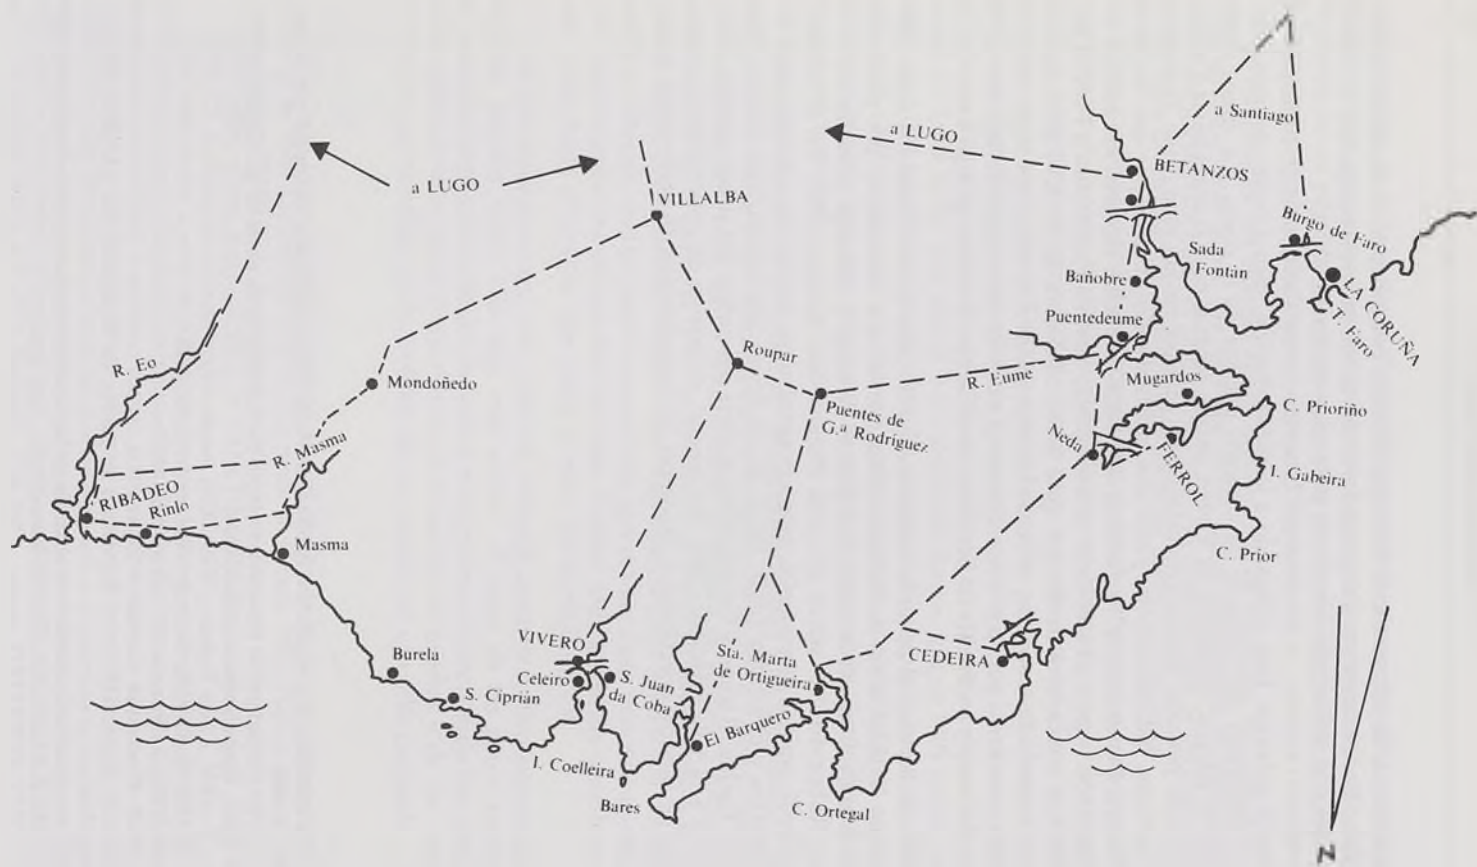 a Santiago
a LUGO
BETANZOS
a LUGO
VILLALBA
Burgo de Faro
Sada
Fontán
Bañobre
LA CORUÑA
T. Faro
Puentedeume
R. Eo
Roupar
Mondoñedo
R. Eume
Mugardos
C. Prioriño
Puentes de
G.ª Rodríguez
Neda
FERROL
R. Masma
I. Gabeira
RIBADEO
Rinlo
Masma
C. Prior
VIVERO
Burela
Celeiro
S. Ciprián
S. Juan
da Coba
Sta. Marta
de Ortigueira
CEDEIRA
El Barquero
I. Coelleira
Bares
C. Ortegal
N